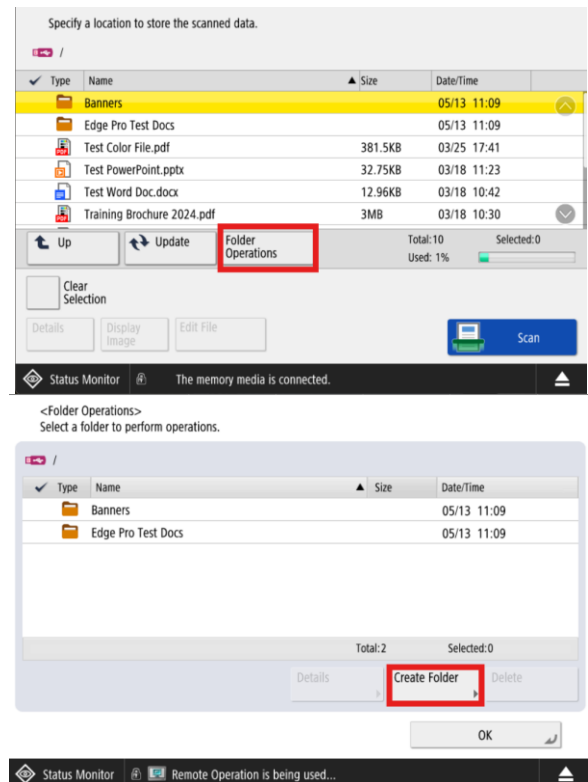 Specify a location to store the scanned data.
/
Type Name Size Date/Time
Banners 05/13 11:09
Edge Pro Test Docs 05/13 11:09
Test Color File.pdf 381.5KB 03/25 17:41
Test PowerPoint.pptx 32.75KB 03/18 11:23
Test Word Doc.docx 12.96KB 03/18 10:42
Training Brochure 2024.pdf 3MB 03/18 10:30
Up Update Folder Operations Total:10 Selected:0
Used: 1%
Clear
Selection
Details Display Image Edit File Scan
Status Monitor The memory media is connected.
<Folder Operations>
Select a folder to perform operations.
/
Type Name Size Date/Time
Banners 05/13 11:09
Edge Pro Test Docs 05/13 11:09
Total:2 Selected:0
Details Create Folder Delete
OK
Status Monitor Remote Operation is being used...